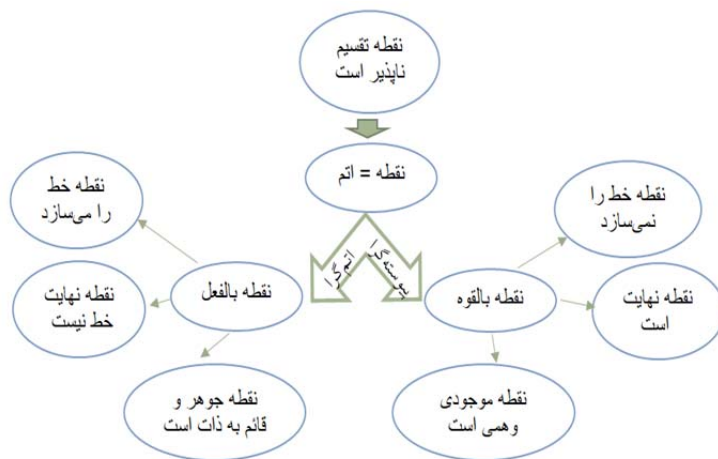 نقطه تقسیم
ناپذیر است
نقطه = اتم
پیوسته‌گرا
اتم‌گرا
نقطه خط را
نمی‌سازد
نقطه خط
را می‌سازد
نقطه بالقوه
نقطه نهایت
است
نقطه بالفعل
نقطه نهایت
خط نیست
نقطه موجودی
وهمی است
نقطه جوهر و
قائم به ذات است